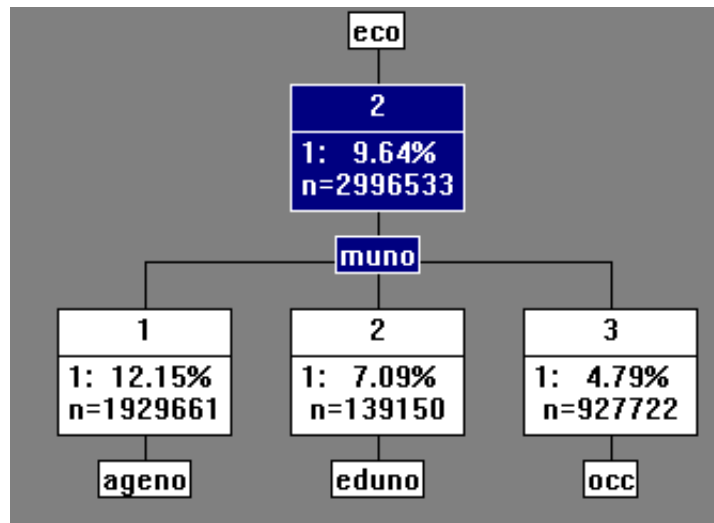 eco
2
1: 9.64%
n=2996533
muno
1
1: 12.15%
n=1929661
ageno
2
1: 7.09%
n=139150
eduno
3
1: 4.79%
n=927722
occ